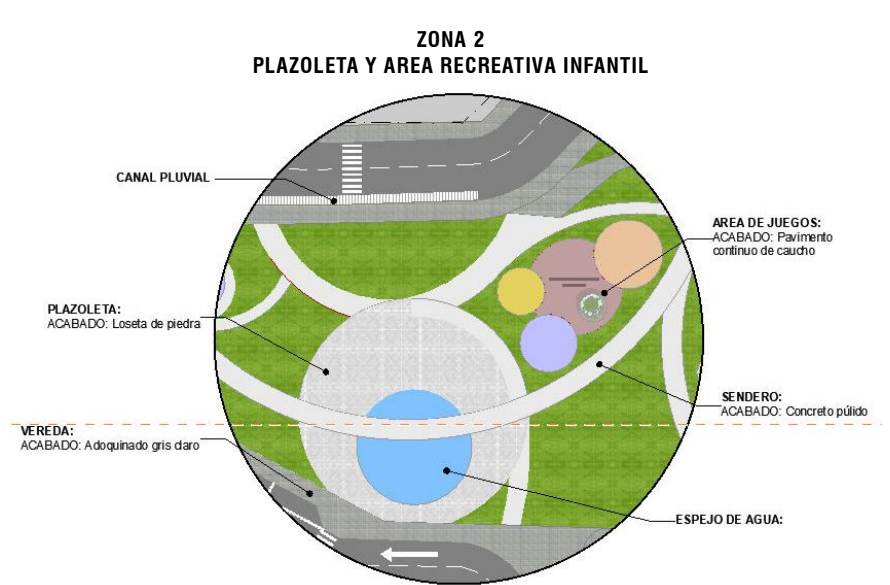 ZONA 2
PLAZOLETA Y AREA RECREATIVA INFANTIL
CANAL PLUVIAL
AREA DE JUEGOS:
ACABADO: Pavimento
continuo de caucho
PLAZOLETA:
ACABADO: Loseta de piedra
SENDERO:
ACABADO: Concreto púlido
VEREDA:
ACABADO: Adoquinado gris claro
ESPEJO DE AGUA: